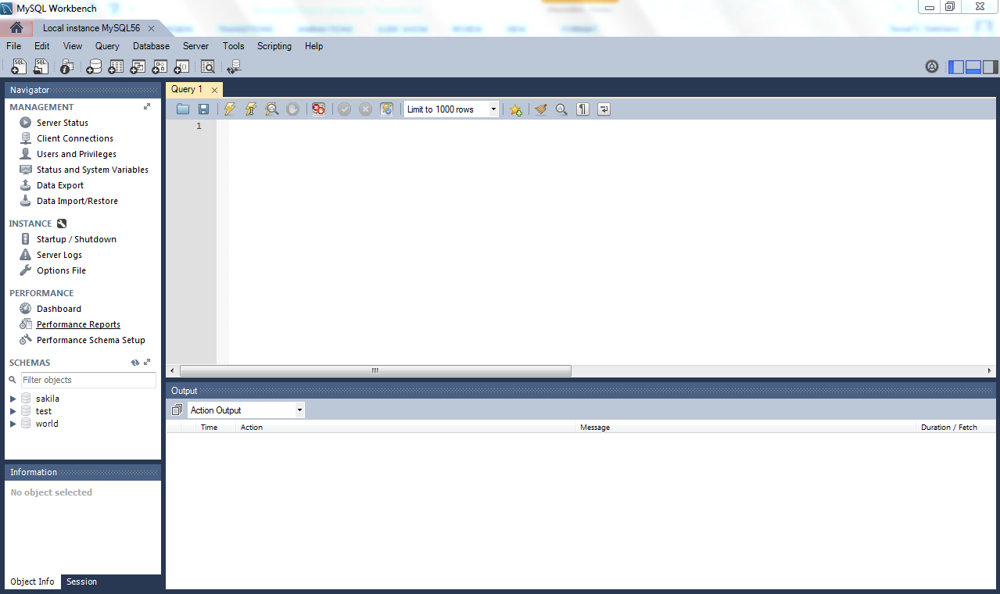 MySQL Workbench
Local instance MySQL56
File Edit View Query Database Server Tools Scripting Help
Navigator
MANAGEMENT
Server Status
Client Connections
Users and Privileges
Status and System Variables
Data Export
Data Import/Restore
INSTANCE
Startup / Shutdown
Server Logs
Options File
PERFORMANCE
Dashboard
Performance Reports
Performance Schema Setup
SCHEMAS
Filter objects
sakila
test
world
Information
No object selected
Object Info Session
Query 1
Limit to 1000 rows
1
Output
Action Output
Time Action Message Duration / Fetch